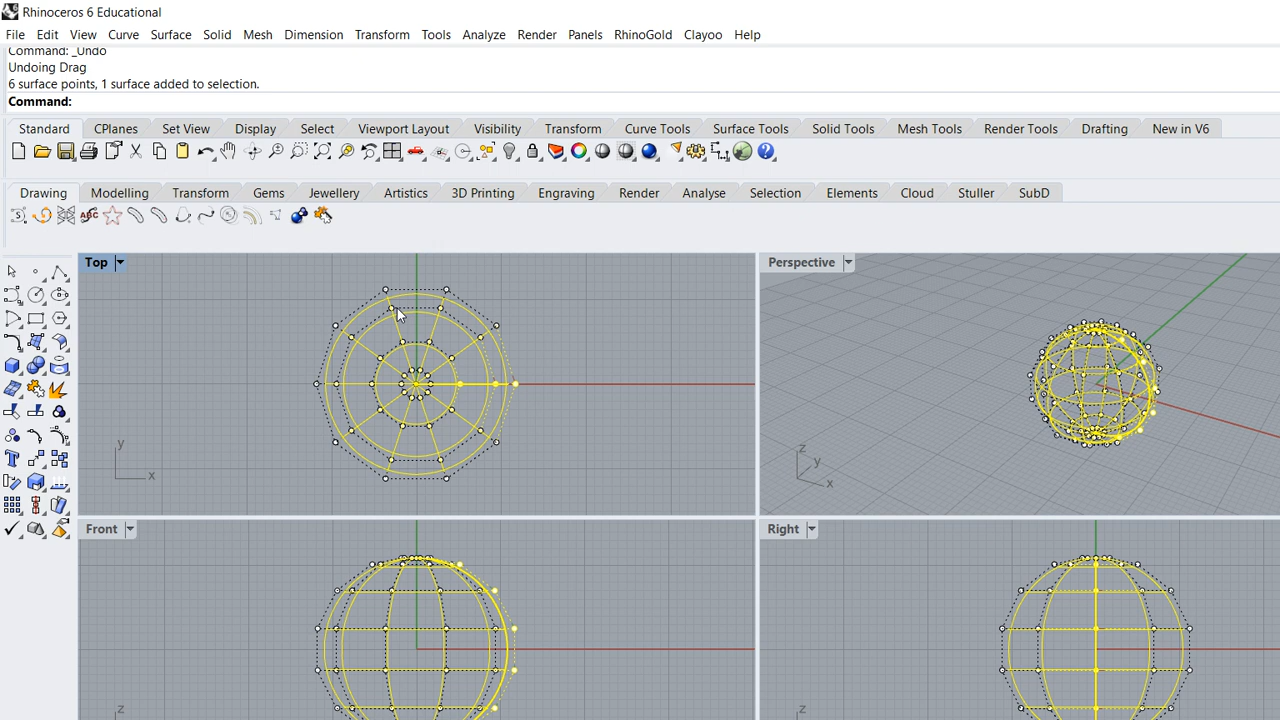 Rhinoceros 6 Educational
File Edit View Curve Surface Solid Mesh Dimension Transform Tools Analyze Render Panels RhinoGold Clayoo Help
Command: _Undo
Undoing Drag
6 surface points, 1 surface added to selection.
Command:
Standard CPlanes Set View Display Select Viewport Layout Visibility Transform Curve Tools Surface Tools Solid Tools Mesh Tools Render Tools Drafting New in V6
Drawing Modelling Transform Gems Jewellery Artistics 3D Printing Engraving Render Analyse Selection Elements Cloud Stuller SubD
Top
Perspective
y
x
z
y
x
Front
Right
z
z